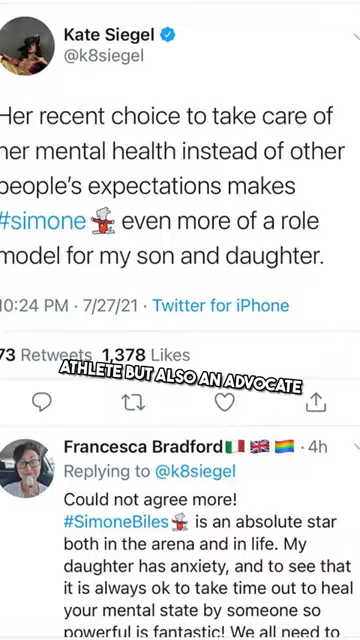 Kate Siegel
@k8siegel
Her recent choice to take care of
her mental health instead of other
people's expectations makes
#simone even more of a role
model for my son and daughter.
10:24 PM · 7/27/21 · Twitter for iPhone
73 Retweets 1,378 Likes
ATHLETE BUT ALSO AN ADVOCATE
Francesca Bradford · 4h
Replying to @k8siegel
Could not agree more!
#SimoneBiles is an absolute star
both in the arena and in life. My
daughter has anxiety, and to see that
it is always ok to take time out to heal
your mental state by someone so
powerful is fantastic! We all need to